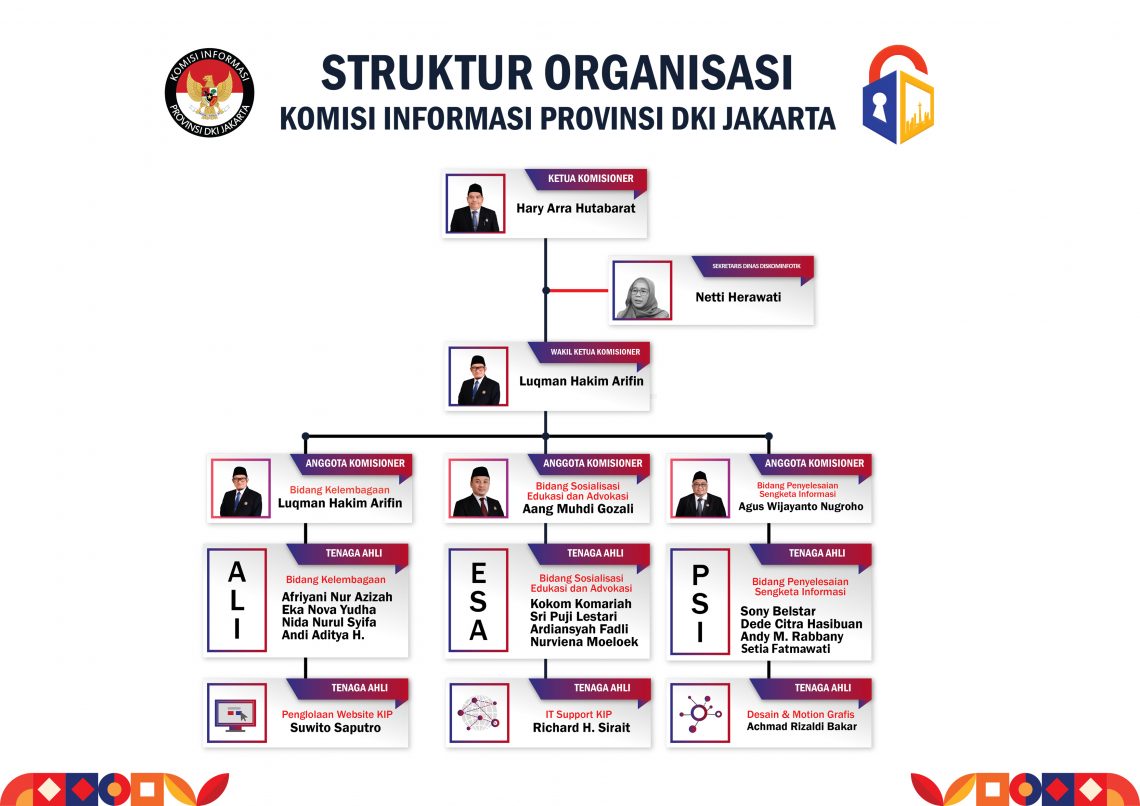 KOMISI INFORMASI
PROVINSI DKI JAKARTA
STRUKTUR ORGANISASI
KOMISI INFORMASI PROVINSI DKI JAKARTA
KETUA KOMISIONER
Hary Arra Hutabarat
SEKRETARIS DINAS DISKOMINFOTIK
Netti Herawati
WAKIL KETUA KOMISIONER
Luqman Hakim Arifin
ANGGOTA KOMISIONER
Bidang Kelembagaan
Luqman Hakim Arifin
ANGGOTA KOMISIONER
Bidang Sosialisasi
Edukasi dan Advokasi
Aang Muhdi Gozali
ANGGOTA KOMISIONER
Bidang Penyelesaian
Sengketa Informasi
Agus Wijayanto Nugroho
A
L
I
TENAGA AHLI
Bidang Kelembagaan
Afriyani Nur Azizah
Eka Nova Yudha
Nida Nurul Syifa
Andi Aditya H.
E
S
A
TENAGA AHLI
Bidang Sosialisasi
Edukasi dan Advokasi
Kokom Komariah
Sri Puji Lestari
Ardiansyah Fadli
Nurviena Moeloek
P
S
I
TENAGA AHLI
Bidang Penyelesaian
Sengketa Informasi
Sony Belstar
Dede Citra Hasibuan
Andy M. Rabbany
Setia Fatmawati
TENAGA AHLI
Penglolaan Website KIP
Suwito Saputro
TENAGA AHLI
IT Support KIP
Richard H. Sirait
TENAGA AHLI
Desain & Motion Grafis
Achmad Rizaldi Bakar